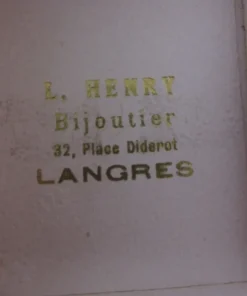 L. HENRY
Bijoutier
32, Place Diderot
LANGRES